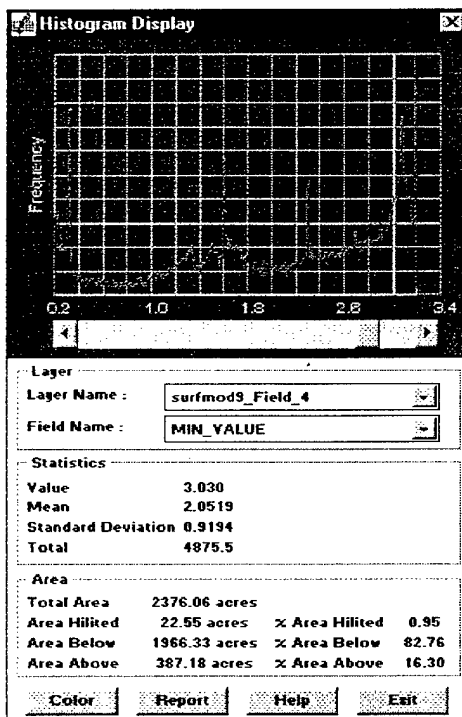 Histogram Display
Frequency
0.2 1.0 1.8 2.6 3.4
Layer
Layer Name : surfmod9_Field_4
Field Name : MIN_VALUE
Statistics
Value 3.030
Mean 2.0519
Standard Deviation 0.9194
Total 4875.5
Area
Total Area 2376.06 acres
Area Hilited 22.55 acres % Area Hilited 0.95
Area Below 1966.33 acres % Area Below 82.76
Area Above 387.18 acres % Area Above 16.30
Color Report Help Exit